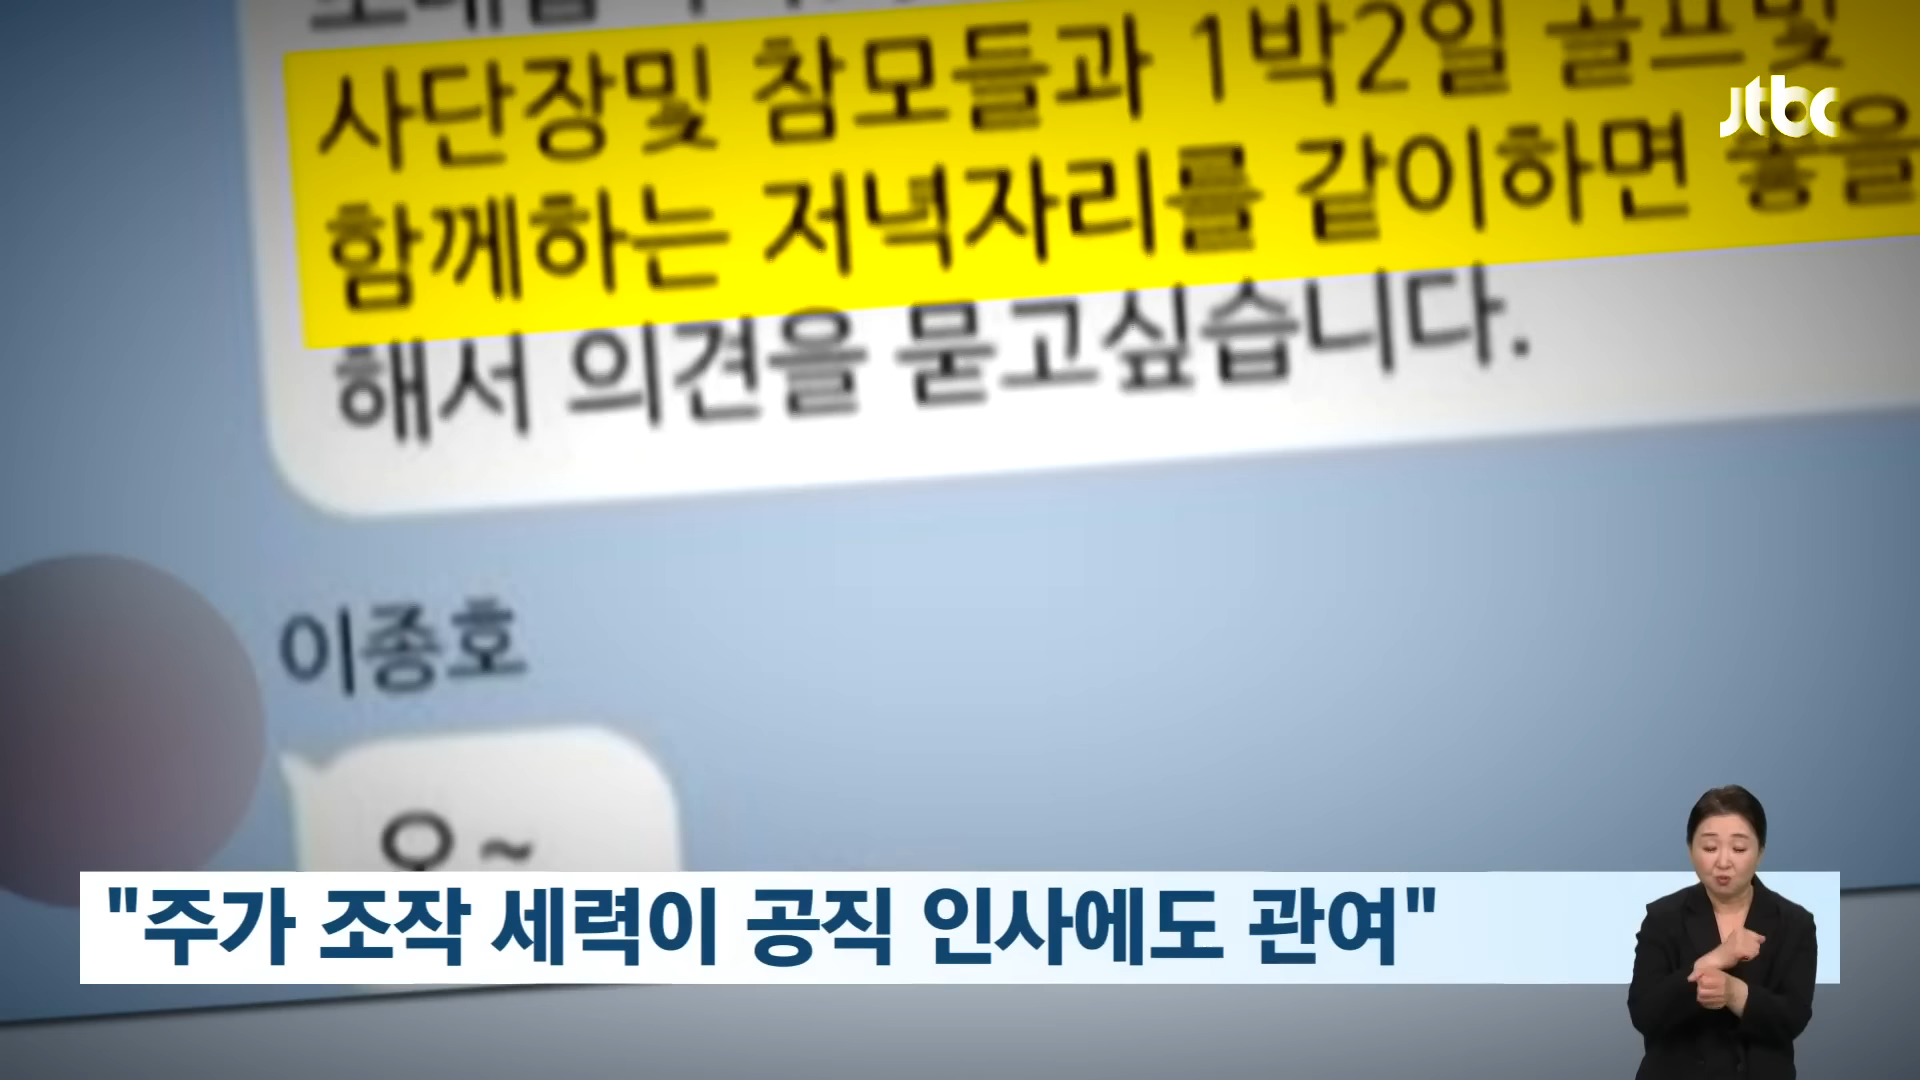 사단장및 참모들과 1박2일 골프및
함께하는 저녁자리를 같이하면 좋을
해서 의견을 묻고싶습니다.
이종호
오~
jtbc
"주가 조작 세력이 공직 인사에도 관여"